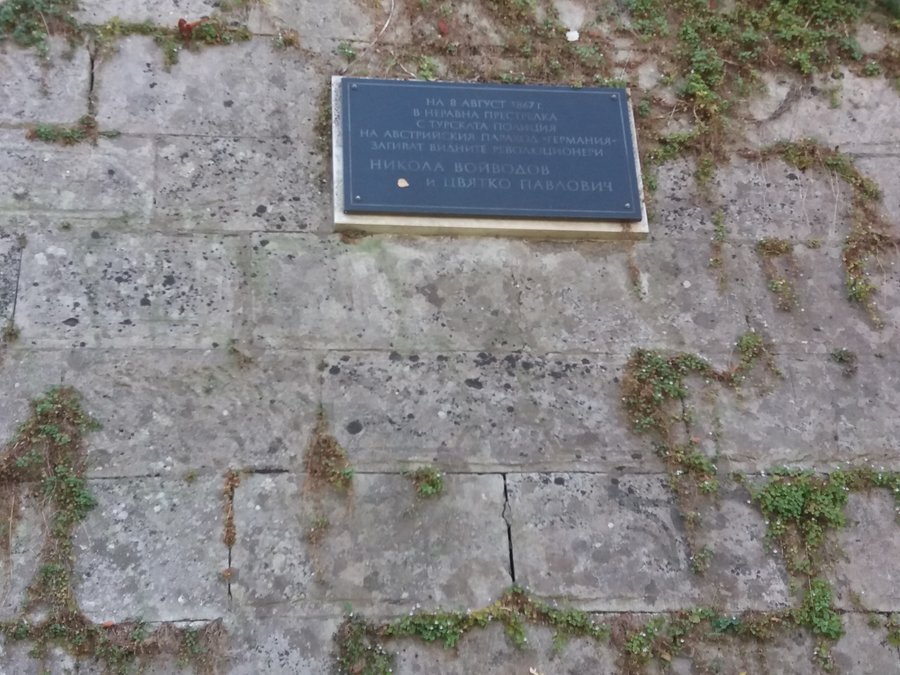 НА 8 АВГУСТ 1867 Г.
В НЕРАВНА ПРЕСТРЕЛКА
С ТУРСКАТА ПОЛИЦИЯ
НА АВСТРИЙСКИЯ ПАРАХОД "ГЕРМАНИЯ"
ЗАГИВАТ ВИДНИТЕ РЕВОЛЮЦИОНЕРИ
НИКОЛА ВОЙВОДОВ
И ЦВЯТКО ПАВЛОВИЧ